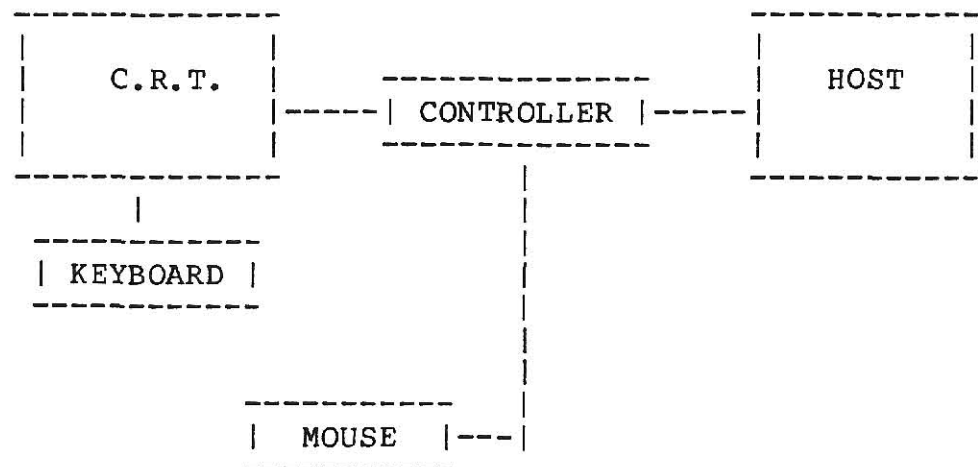 C.R.T.
HOST
CONTROLLER
KEYBOARD
MOUSE